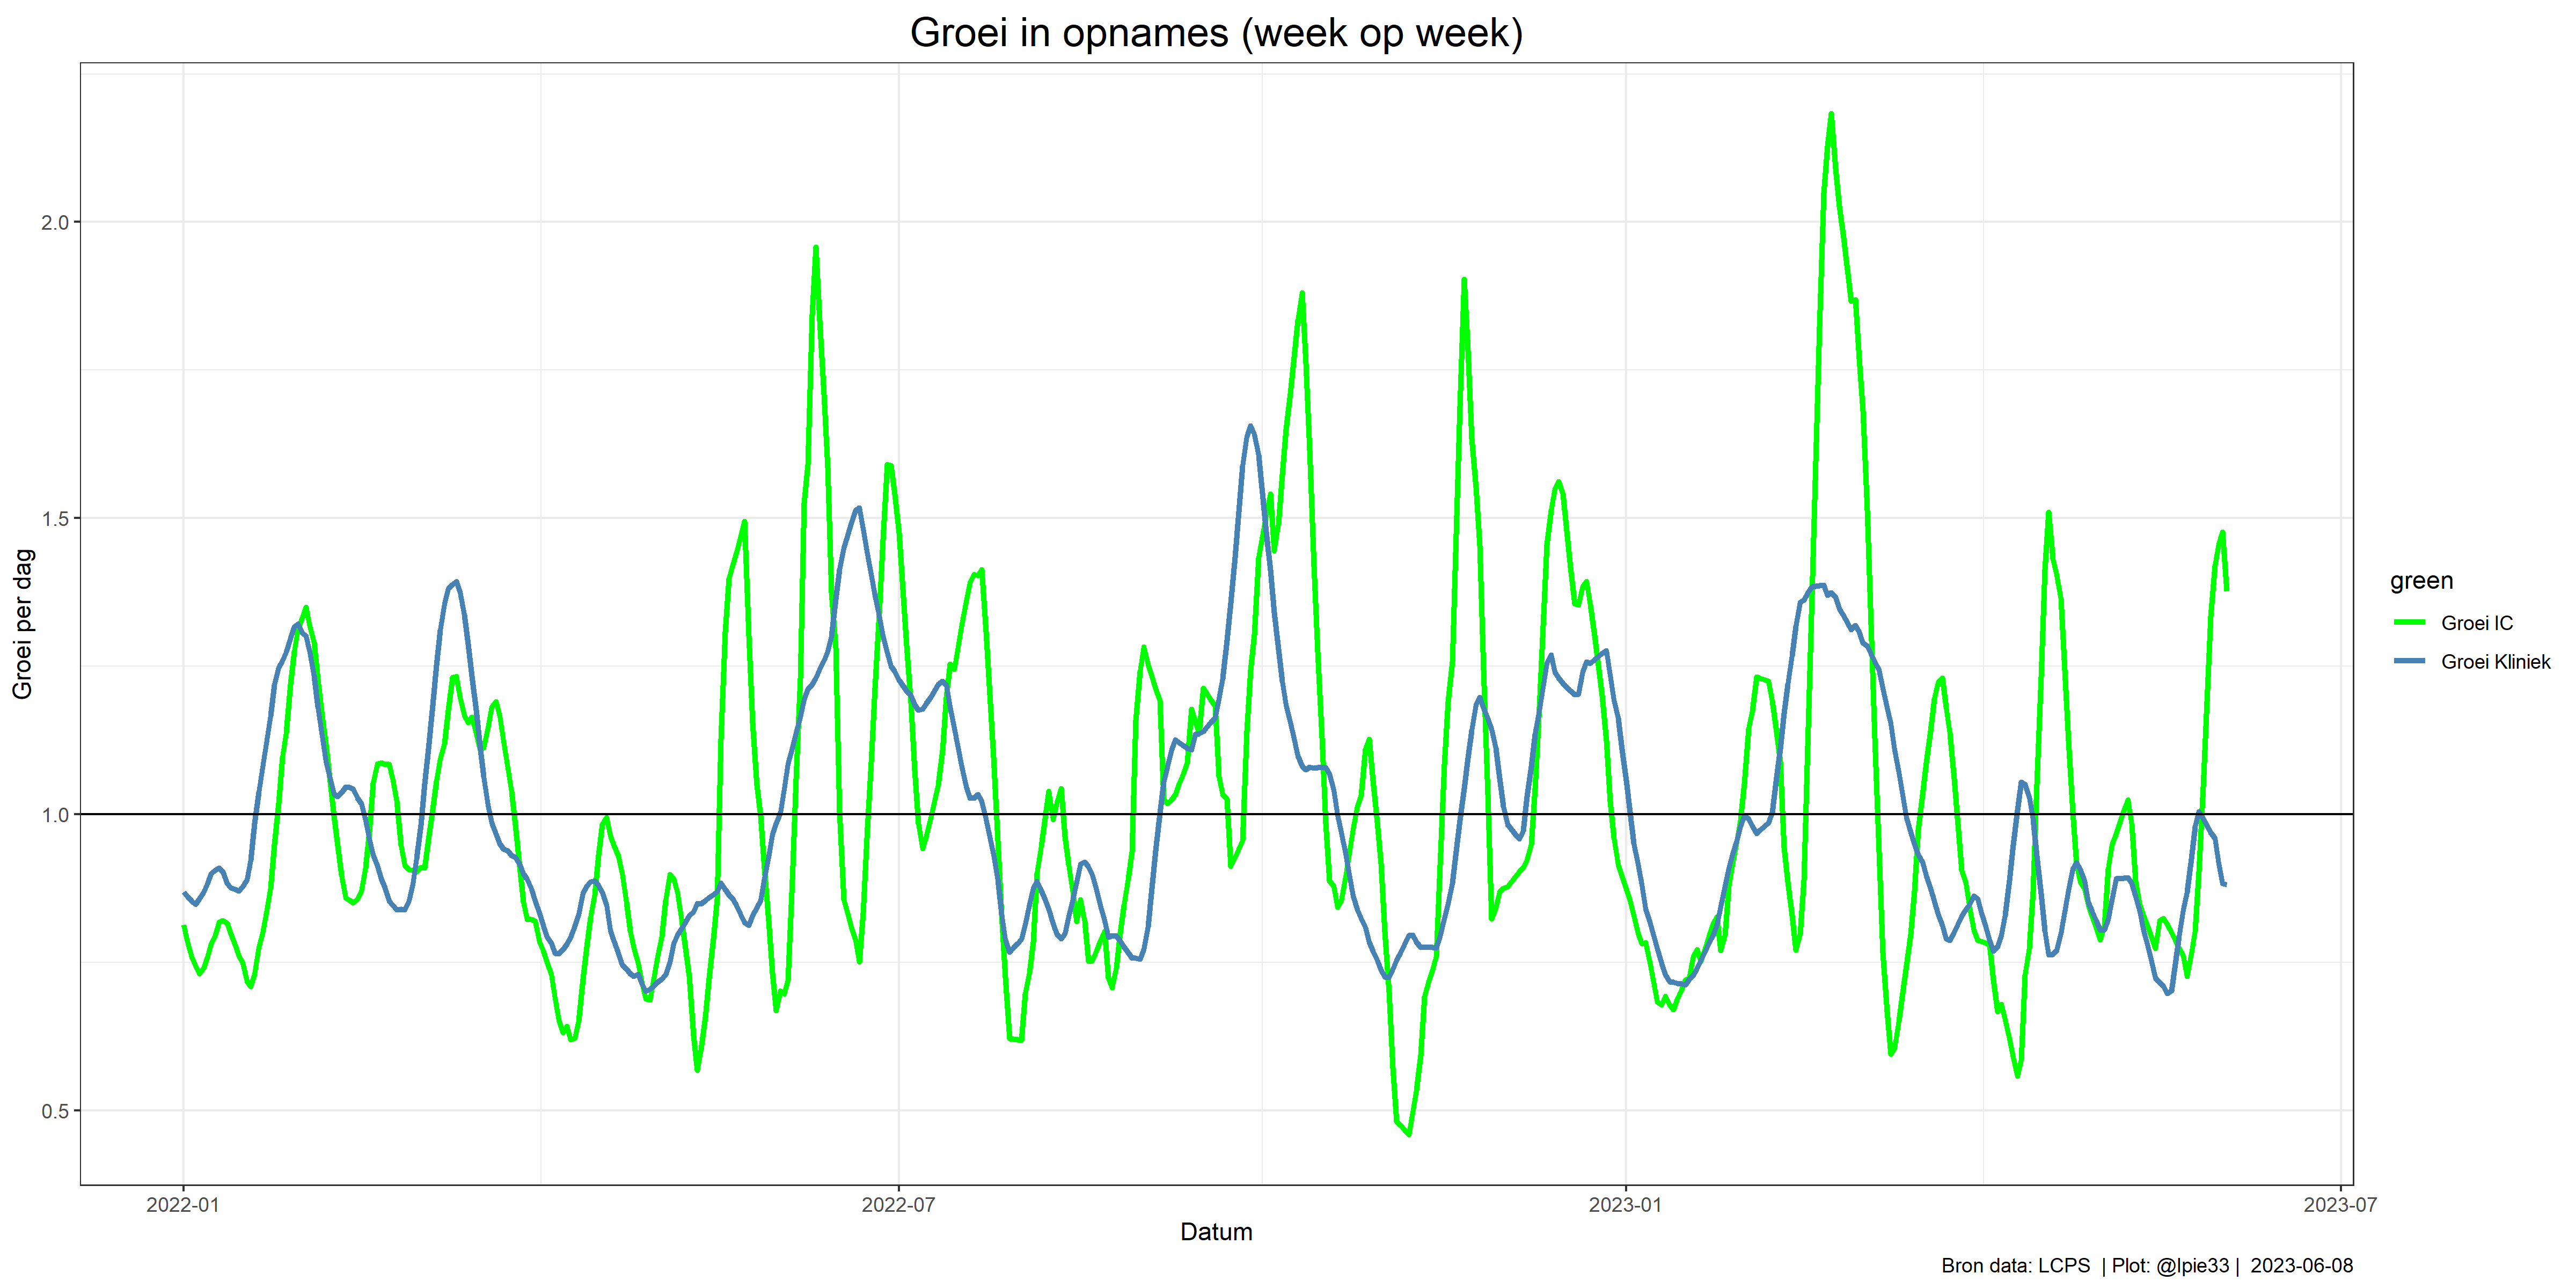 Groei in opnames (week op week)
Groei per dag
2.0
1.5
1.0
0.5
2022-01
2022-07
2023-01
2023-07
Datum
green
Groei IC
Groei Kliniek
Bron data: LCPS | Plot: @lpie33 | 2023-06-08